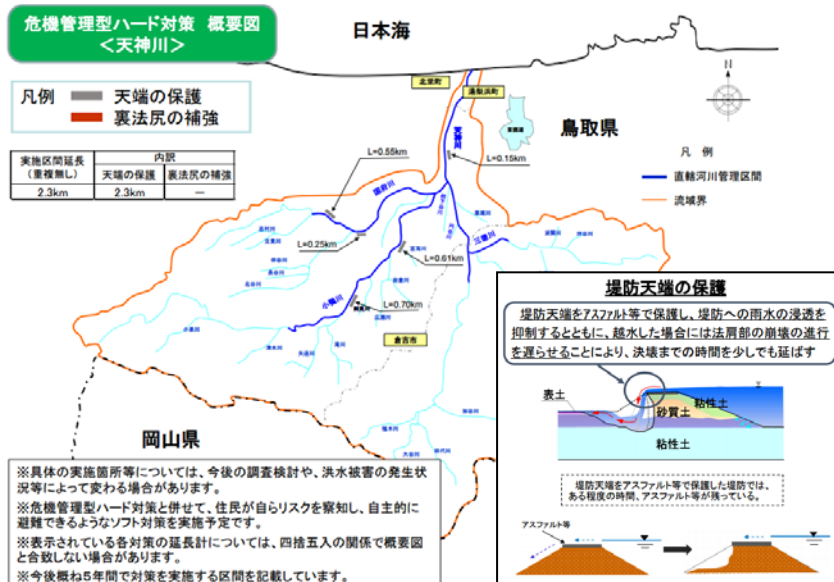 危機管理型ハード対策 概要図
＜天神川＞
日本海
凡例
天端の保護
裏法尻の補強
実施区間延長
(重複無し)
内訳
天端の保護
裏法尻の補強
2.3km
2.3km
―
北栄町
湯梨浜町
東郷湖
鳥取県
N
凡 例
直轄河川管理区間
流域界
天神川
L=0.15km
L=0.55km
国府川
L=0.25km
L=0.61km
三徳川
小鴨川
L=0.70km
倉吉市
岡山県
堤防天端の保護
堤防天端をアスファルト等で保護し、堤防への雨水の浸透を
抑制するとともに、越水した場合には法肩部の崩壊の進行
を遅らせることにより、決壊までの時間を少しでも延ばす
表土
砂質土
粘性土
粘性土
堤防天端をアスファルト等で保護した堤防では、
ある程度の時間、アスファルト等が残っている。
アスファルト等
※具体の実施箇所等については、今後の調査検討や、洪水被害の発生状
況等によって変わる場合があります。
※危機管理型ハード対策と併せて、住民が自らリスクを察知し、自主的に
避難できるようなソフト対策を実施予定です。
※表示されている各対策の延長計については、四捨五入の関係で概要図
と合致しない場合があります。
※今後概ね5年間で対策を実施する区間を記載しています。